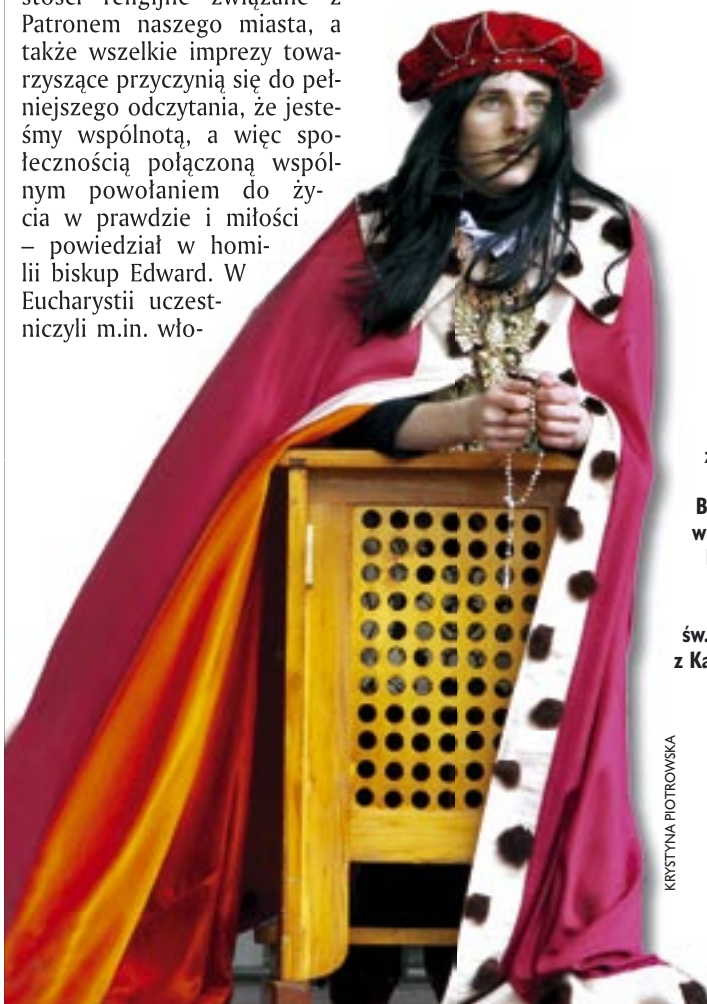 stości religijne związane z
Patronem naszego miasta, a
także wszelkie imprezy towa-
rzyszące przyczynią się do peł-
niejszego odczytania, że jeste-
śmy wspólnotą, a więc spo-
łecznością połączoną wspól-
nym powołaniem do ży-
cia w prawdzie i miłości
– powiedział w homi-
lii biskup Edward. W
Eucharystii uczest-
niczyli m.in. wło-
z
B
w
św.
z Ka
KRYSTYNA PIOTROWSKA